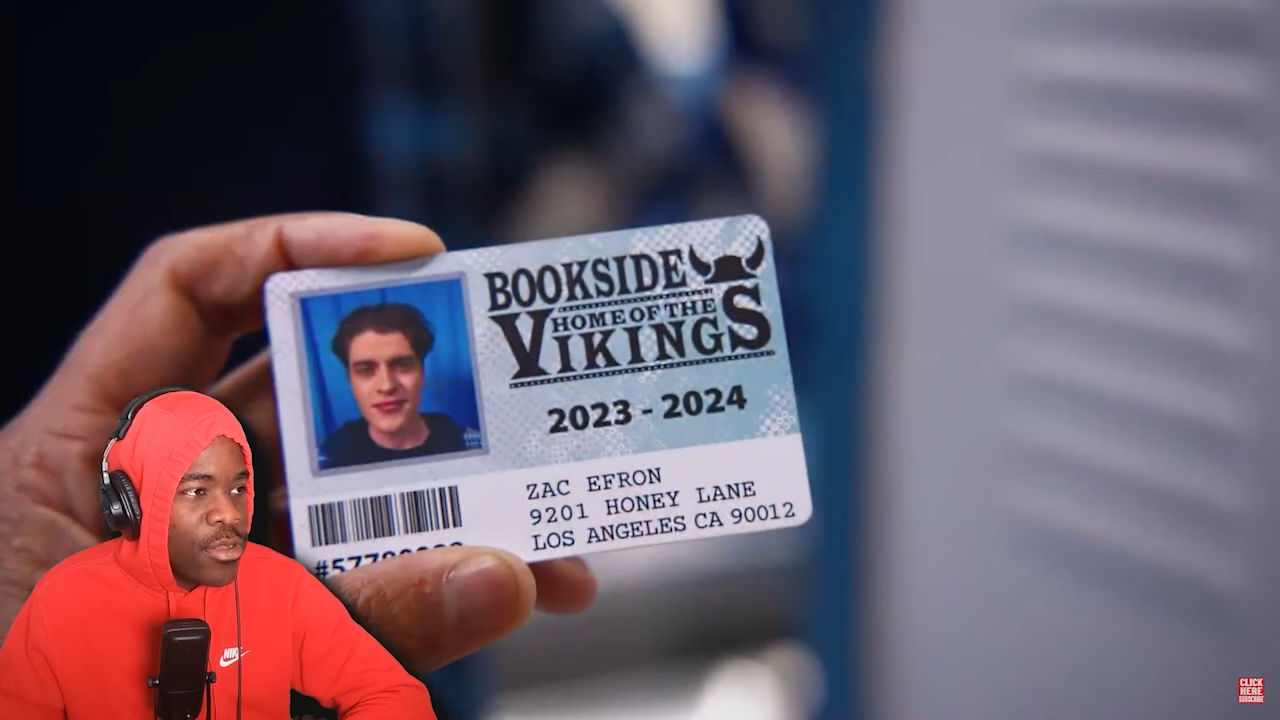 BOOKSIDE
HOME OF THE
VIKINGS
2023 - 2024
ZAC EFRON
9201 HONEY LANE
LOS ANGELES CA 90012
NIKE
CLICK
HERE
SUBSCRIBE